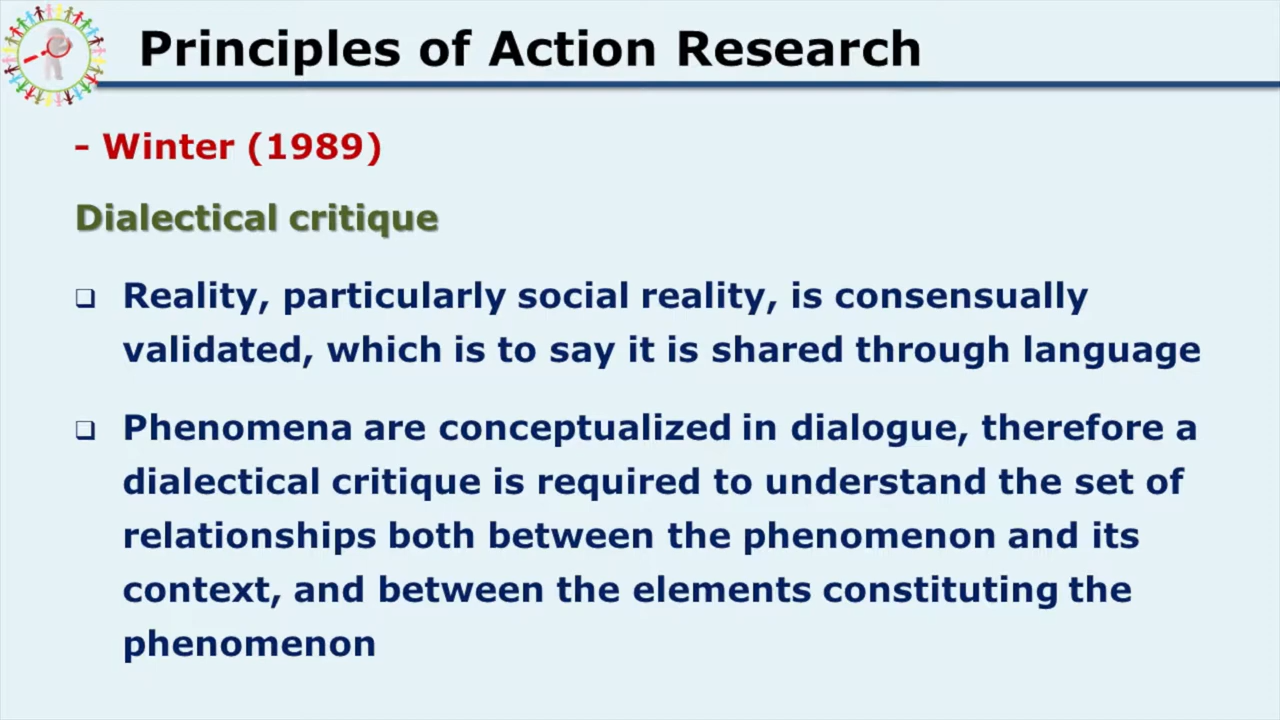 Principles of Action Research
- Winter (1989)
Dialectical critique
❑ Reality, particularly social reality, is consensually
validated, which is to say it is shared through language
❑ Phenomena are conceptualized in dialogue, therefore a
dialectical critique is required to understand the set of
relationships both between the phenomenon and its
context, and between the elements constituting the
phenomenon